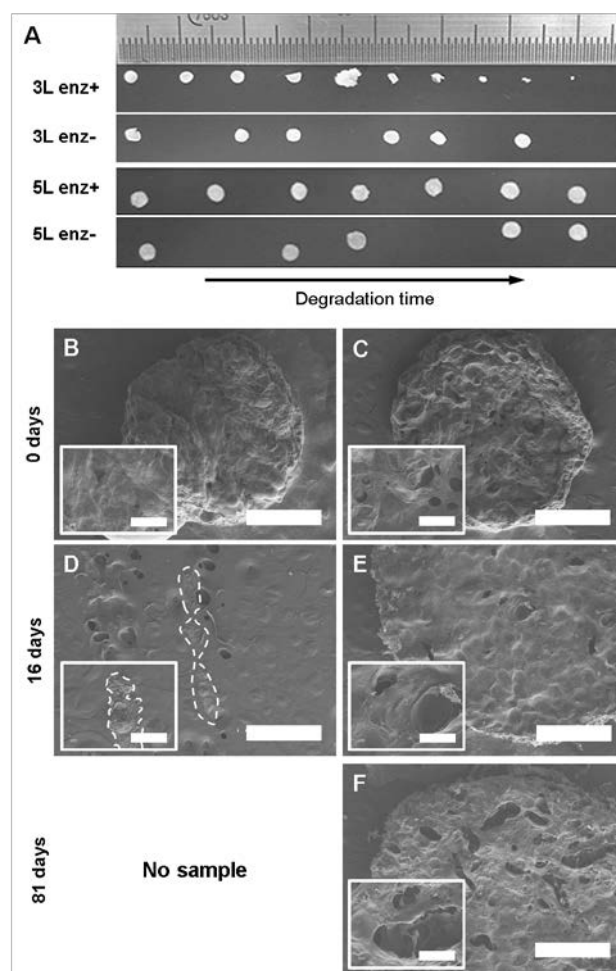 A
3L enz+
3L enz-
5L enz+
5L enz-
Degradation time
B
C
0 days
D
E
16 days
F
No sample
81 days